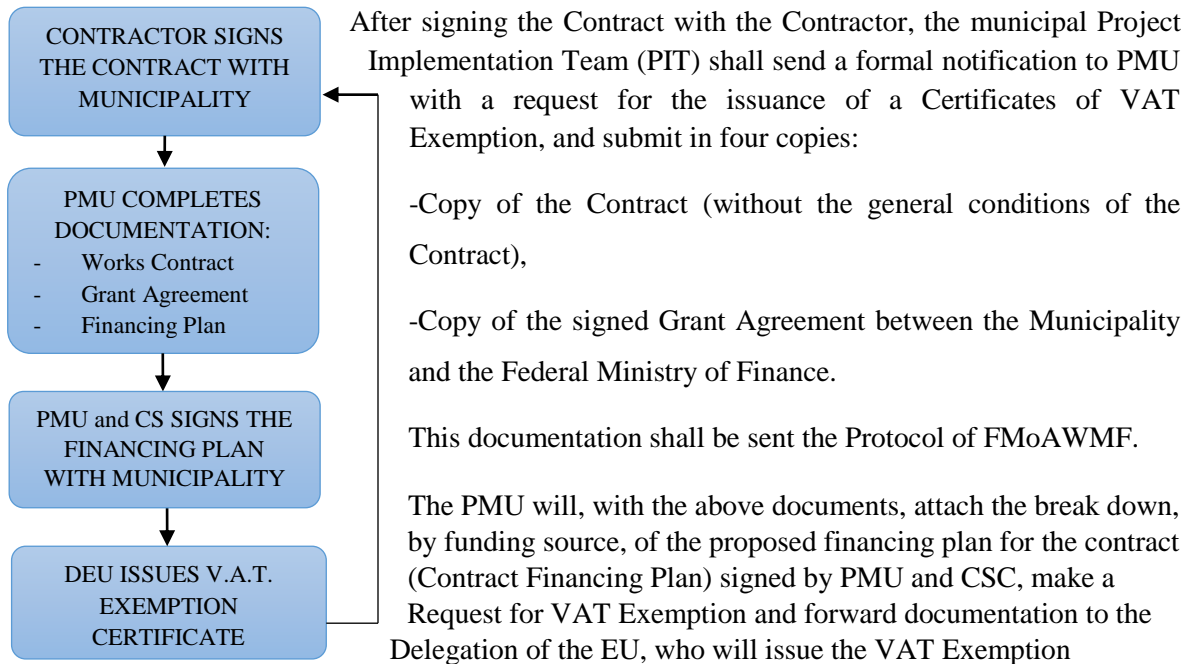 CONTRACTOR SIGNS
THE CONTRACT WITH
MUNICIPALITY
PMU COMPLETES
DOCUMENTATION:
- Works Contract
- Grant Agreement
- Financing Plan
PMU and CS SIGNS THE
FINANCING PLAN
WITH MUNICIPALITY
DEU ISSUES V.A.T.
EXEMPTION
CERTIFICATE
After signing the Contract with the Contractor, the municipal Project
Implementation Team (PIT) shall send a formal notification to PMU
with a request for the issuance of a Certificates of VAT
Exemption, and submit in four copies:
-Copy of the Contract (without the general conditions of the
Contract),
-Copy of the signed Grant Agreement between the Municipality
and the Federal Ministry of Finance.
This documentation shall be sent the Protocol of FMoAWMF.
The PMU will, with the above documents, attach the break down,
by funding source, of the proposed financing plan for the contract
(Contract Financing Plan) signed by PMU and CSC, make a
Request for VAT Exemption and forward documentation to the
Delegation of the EU, who will issue the VAT Exemption